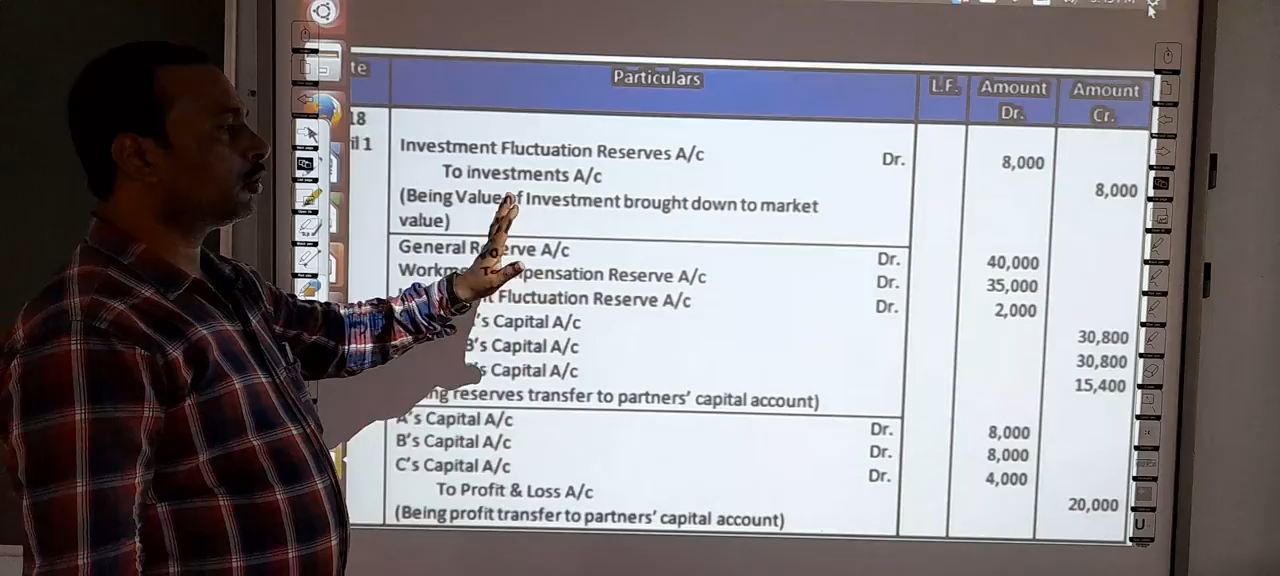 te Particulars L.F. Amount Dr. Amount Cr.
18
il 1 Investment Fluctuation Reserves A/c Dr. 8,000
To investments A/c 8,000
(Being Value of Investment brought down to market
value)
General Reserve A/c Dr. 40,000
Compensation Reserve A/c Dr. 35,000
Fluctuation Reserve A/c Dr. 2,000
's Capital A/c 30,800
B's Capital A/c 30,800
's Capital A/c 15,400
reserves transfer to partners' capital account)
A's Capital A/c Dr. 8,000
B's Capital A/c Dr. 8,000
C's Capital A/c Dr. 4,000
To Profit & Loss A/c 20,000
(Being profit transfer to partners' capital account)